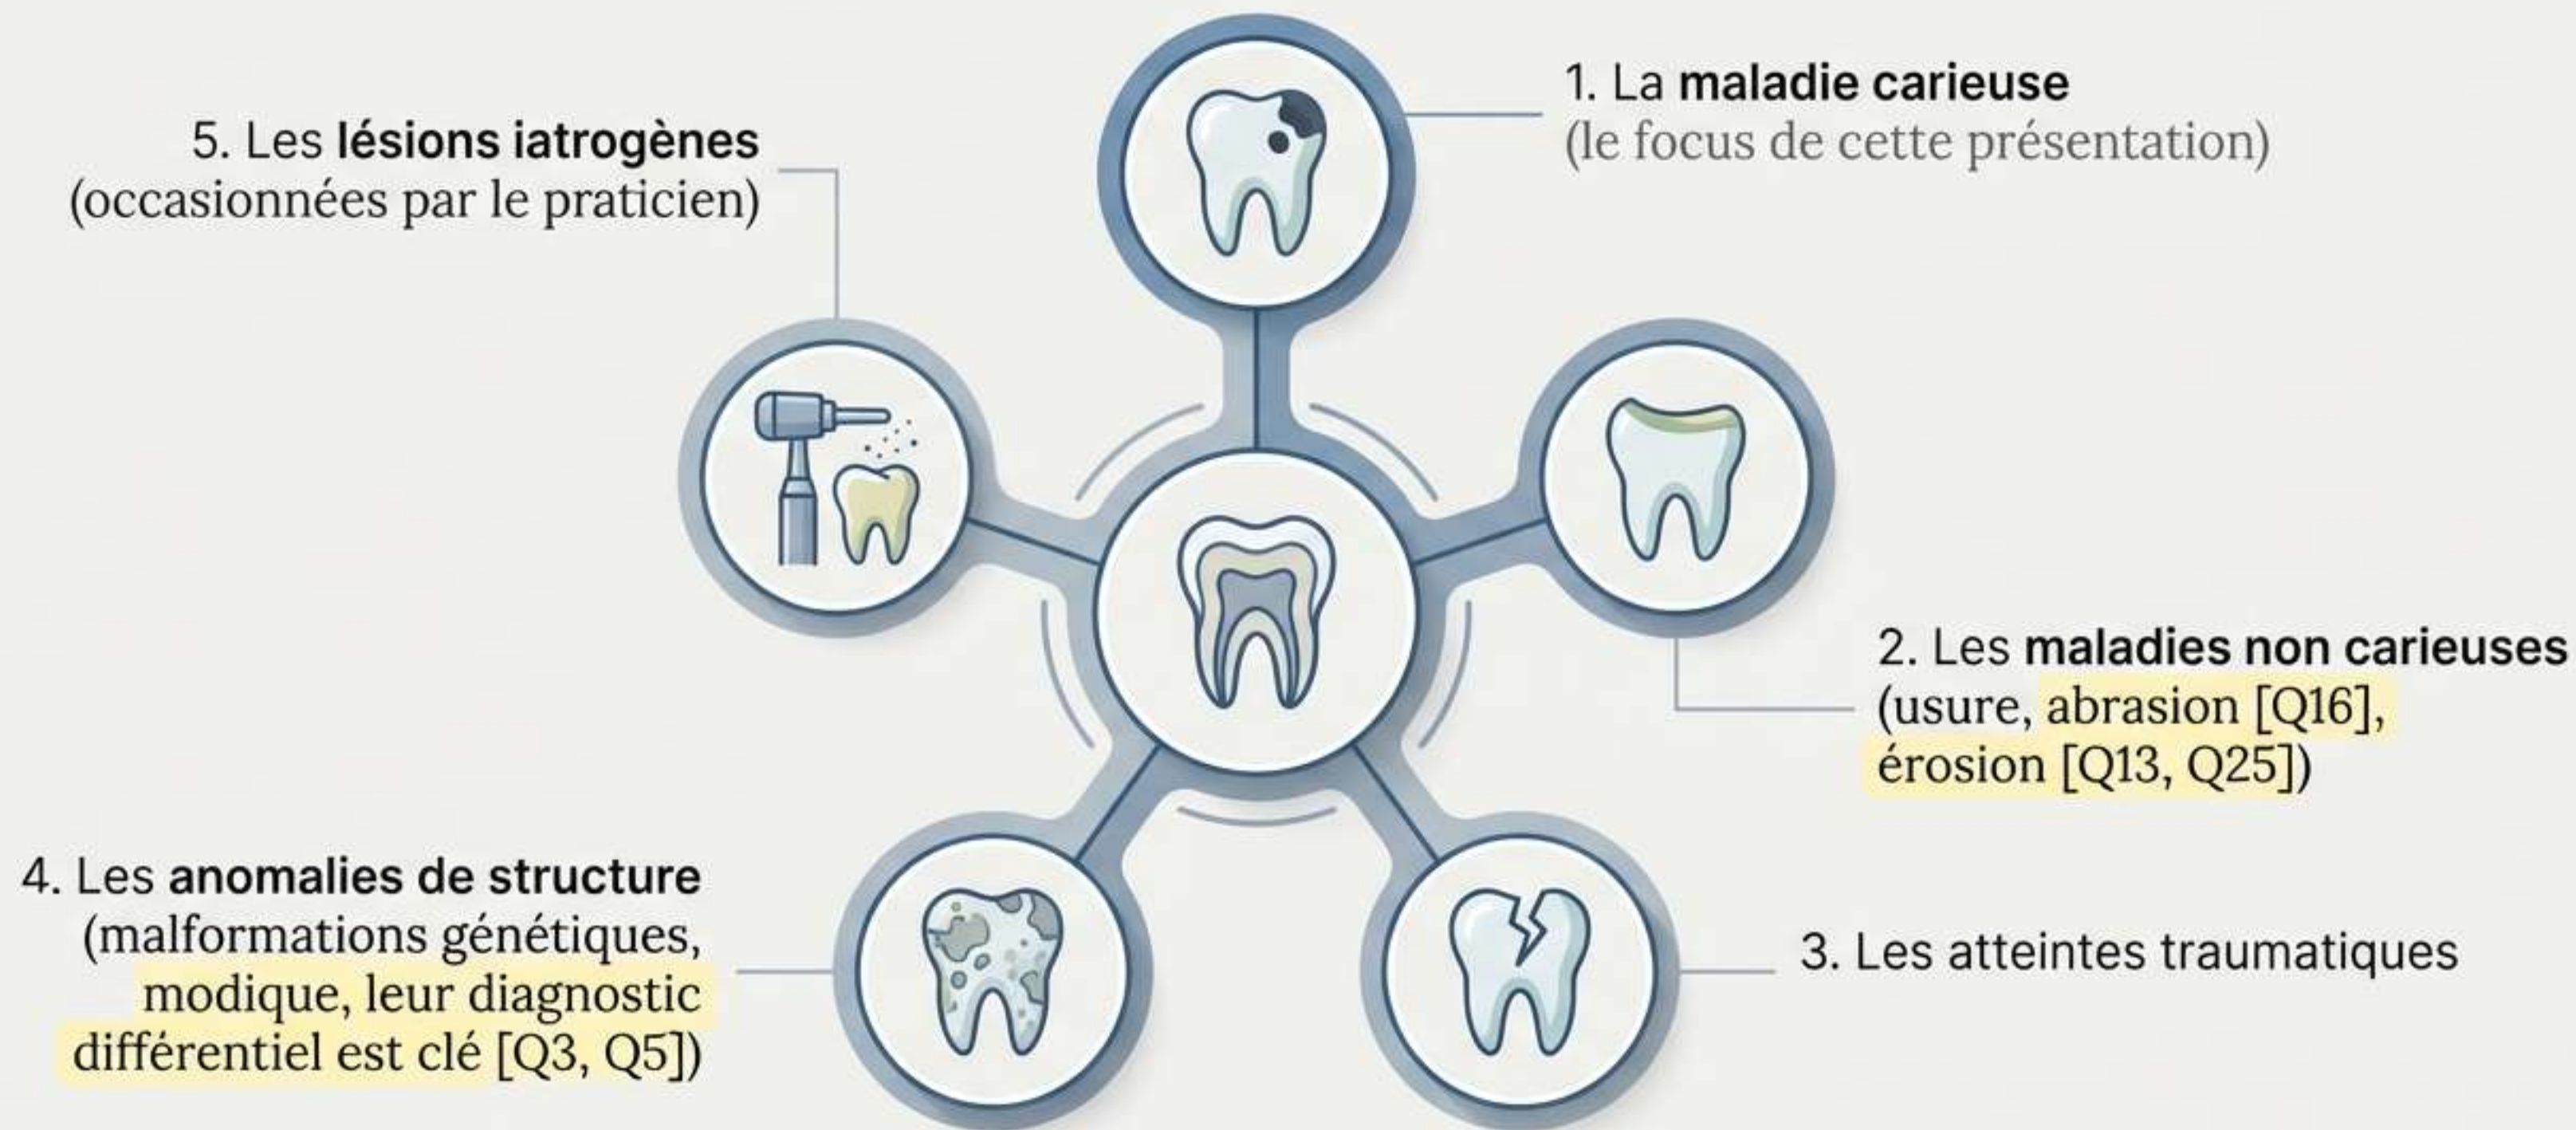 1. La maladie carieuse
(le focus de cette présentation)
2. Les maladies non carieuses
(usure, abrasion [Q16],
érosion [Q13, Q25])
3. Les atteintes traumatiques
4. Les anomalies de structure
(malformations génétiques,
modique, leur diagnostic
différentiel est clé [Q3, Q5])
5. Les lésions iatrogènes
(occasionnées par le praticien)